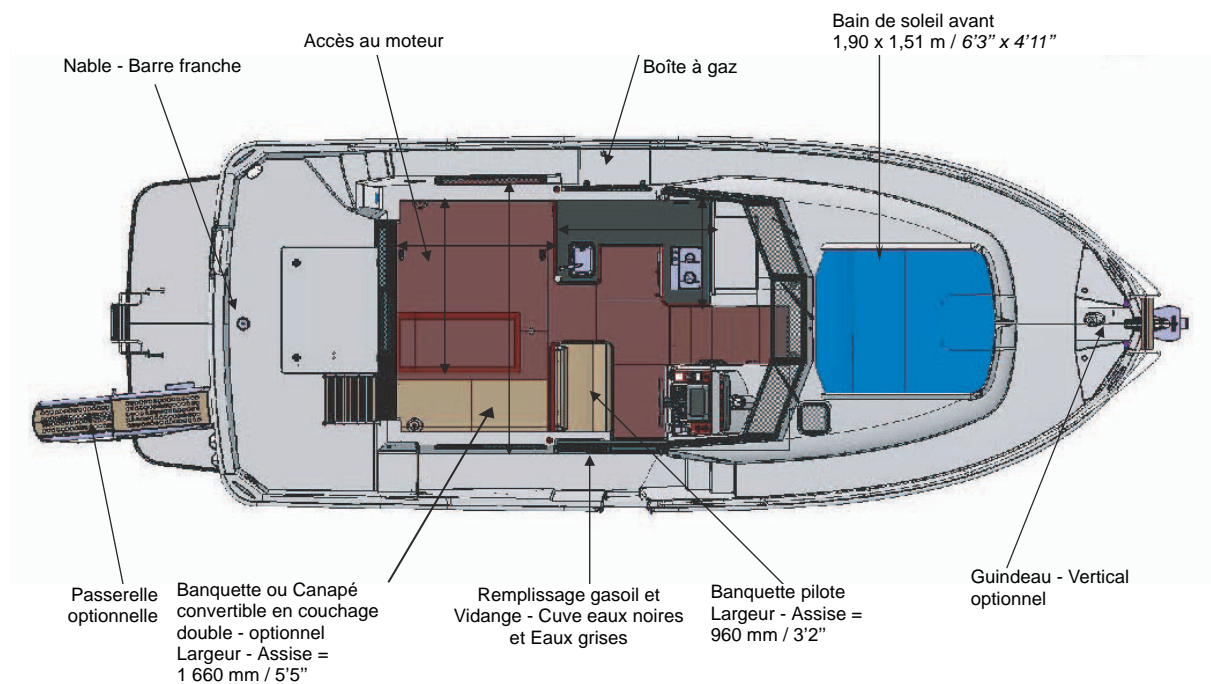 Bain de soleil avant
1,90 x 1,51 m / 6’3’’ x 4’11’’
Accès au moteur
Boîte à gaz
Nable - Barre franche
Passerelle
optionnelle
Banquette ou Canapé
convertible en couchage
double - optionnel
Largeur - Assise =
1 660 mm / 5’5’’
Remplissage gasoil et
Vidange - Cuve eaux noires
et Eaux grises
Banquette pilote
Largeur - Assise =
960 mm / 3’2’’
Guindeau - Vertical
optionnel